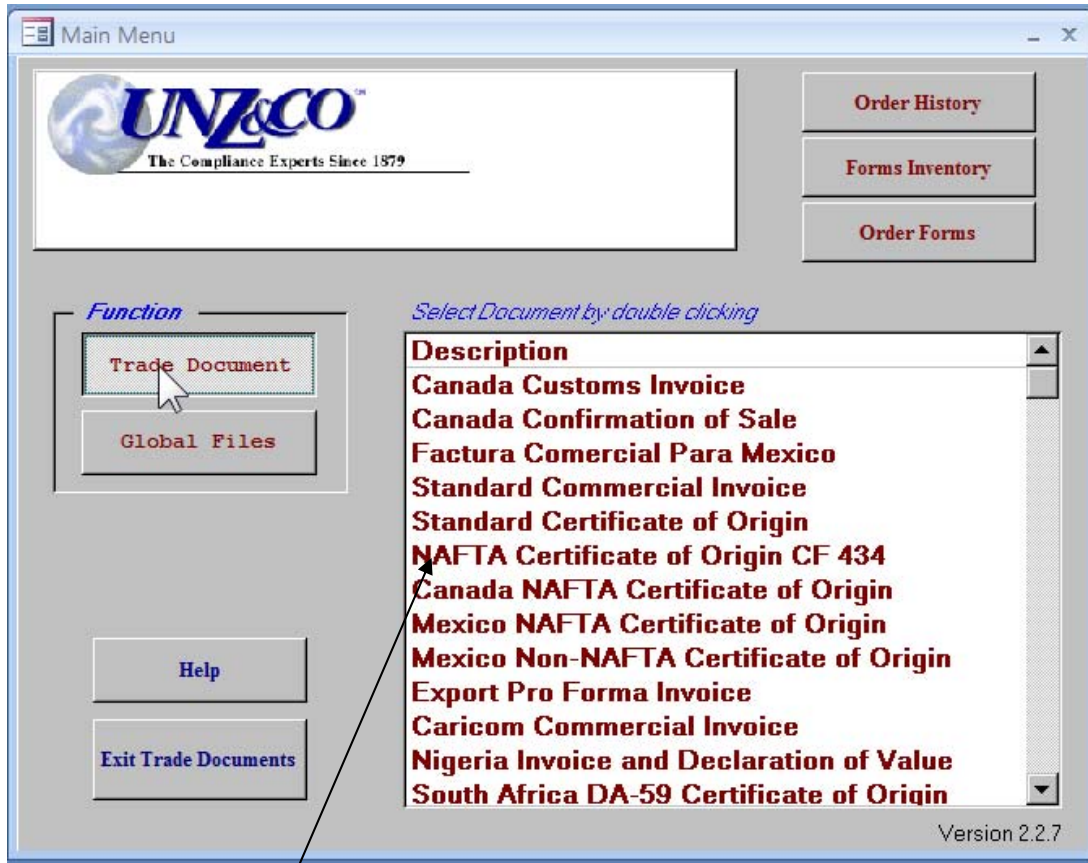 Main Menu
UNZ&CO™
The Compliance Experts Since 1879
Order History
Forms Inventory
Order Forms
Function
Trade Document
Global Files
Help
Exit Trade Documents
Select Document by double clicking
Description
Canada Customs Invoice
Canada Confirmation of Sale
Factura Comercial Para Mexico
Standard Commercial Invoice
Standard Certificate of Origin
NAFTA Certificate of Origin CF 434
Canada NAFTA Certificate of Origin
Mexico NAFTA Certificate of Origin
Mexico Non-NAFTA Certificate of Origin
Export Pro Forma Invoice
Caricom Commercial Invoice
Nigeria Invoice and Declaration of Value
South Africa DA-59 Certificate of Origin
Version 2.2.7